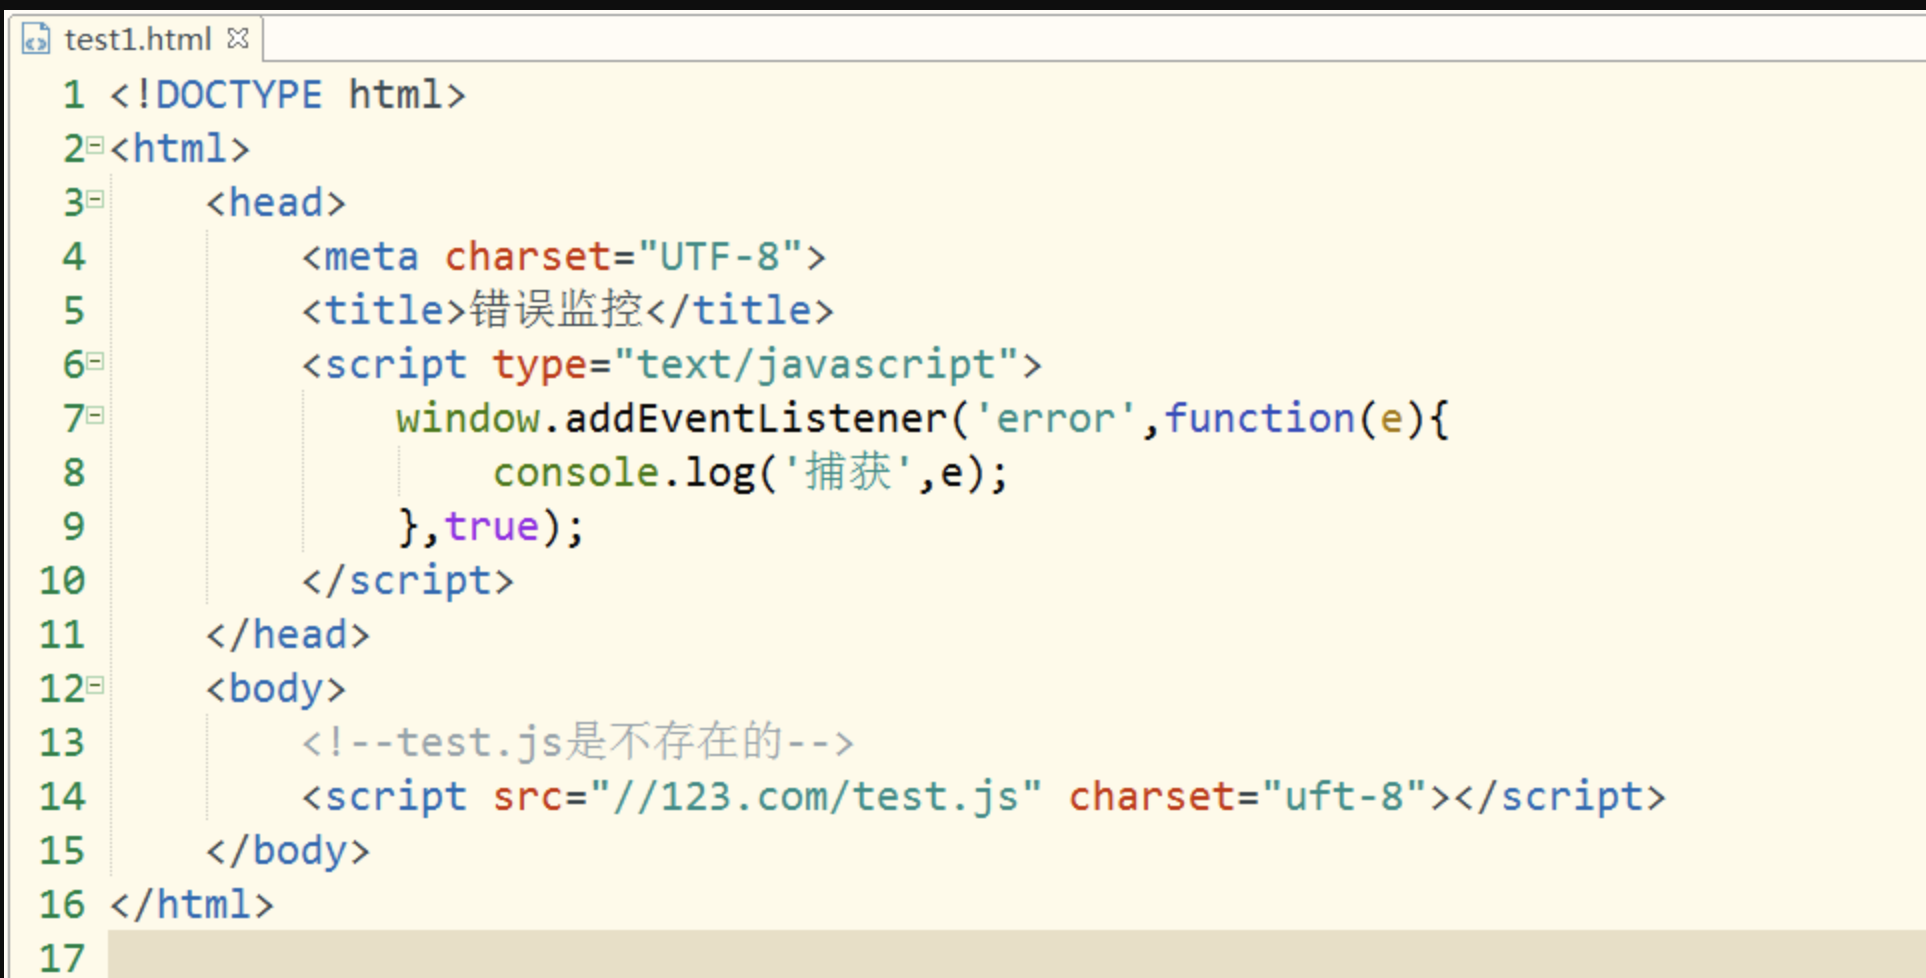 test1.html
1 <!DOCTYPE html>
2 <html>
3     <head>
4         <meta charset="UTF-8">
5         <title>错误监控</title>
6         <script type="text/javascript">
7             window.addEventListener('error',function(e){
8                 console.log('捕获',e);
9             },true);
10         </script>
11     </head>
12     <body>
13         <!--test.js是不存在的-->
14         <script src="//123.com/test.js" charset="uft-8"></script>
15     </body>
16 </html>
17